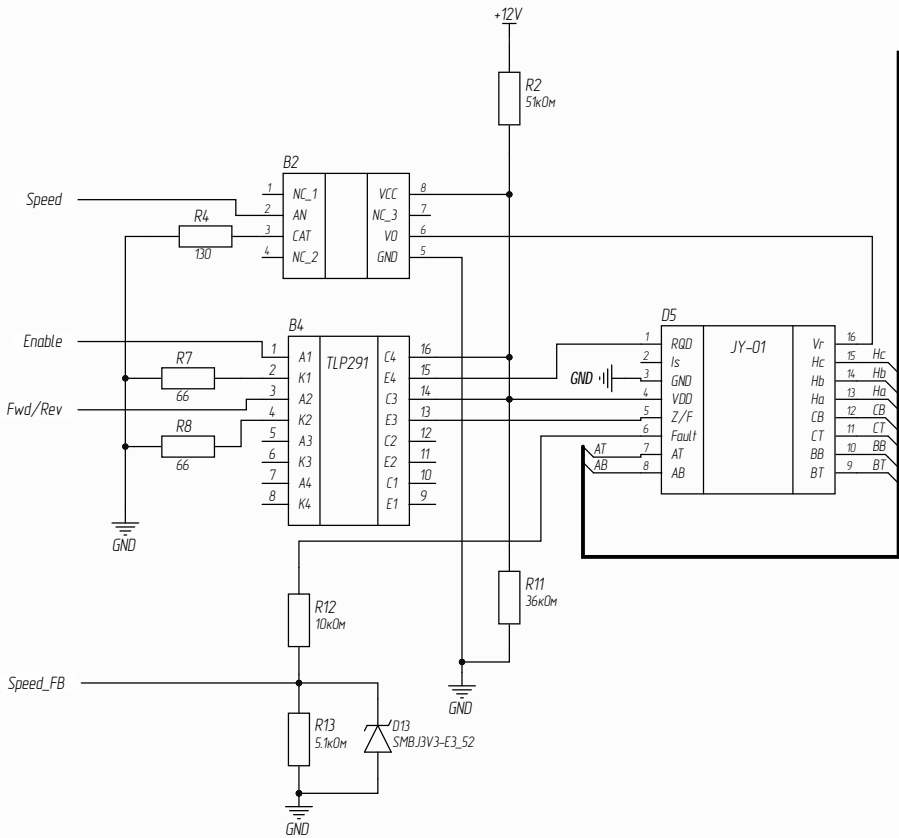 +12V
R2
51кОм
B2
Speed
1 NC_1 VCC 8
2 AN NC_3 7
3 CAT VO 6
4 NC_2 GND 5
R4
130
Enable
B4
TLP291
1 A1 C4 16
2 K1 E4 15
3 A2 C3 14
4 K2 E3 13
5 A3 C2 12
6 K3 E2 11
7 A4 C1 10
8 K4 E1 9
R7
66
Fwd/Rev
R8
66
GND
D5
JY-01
1 RQD Vr 16
2 Is Hc 15 Hc
GND 3 GND Hb 14 Hb
4 VDD Ha 13 Ha
5 Z/F CB 12 CB
6 Fault CT 11 CT
AT 7 AT BB 10 BB
AB 8 AB BT 9 BT
R11
36кОм
R12
10кОм
Speed_FB
GND
R13
5.1кОм
D13
SMBJ3V3-E3_52
GND